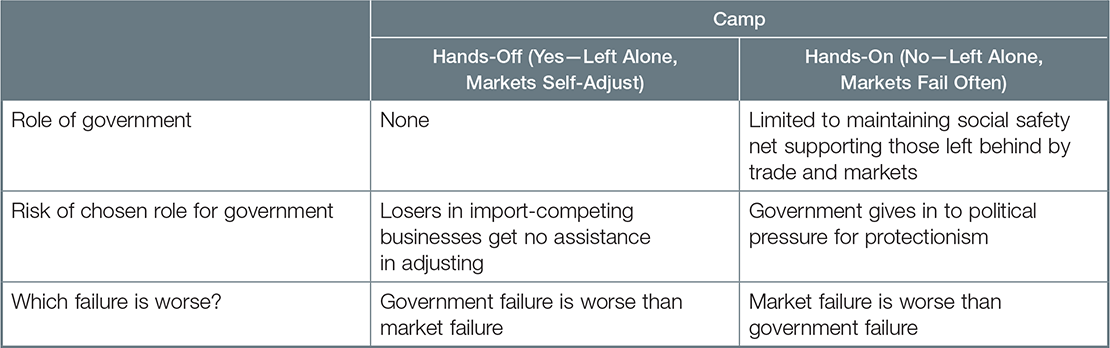 Camp
Hands-Off (Yes—Left Alone,
Markets Self-Adjust)
Hands-On (No—Left Alone,
Markets Fail Often)
Role of government
None
Limited to maintaining social safety
net supporting those left behind by
trade and markets
Risk of chosen role for government
Losers in import-competing
businesses get no assistance
in adjusting
Government gives in to political
pressure for protectionism
Which failure is worse?
Government failure is worse than
market failure
Market failure is worse than
government failure